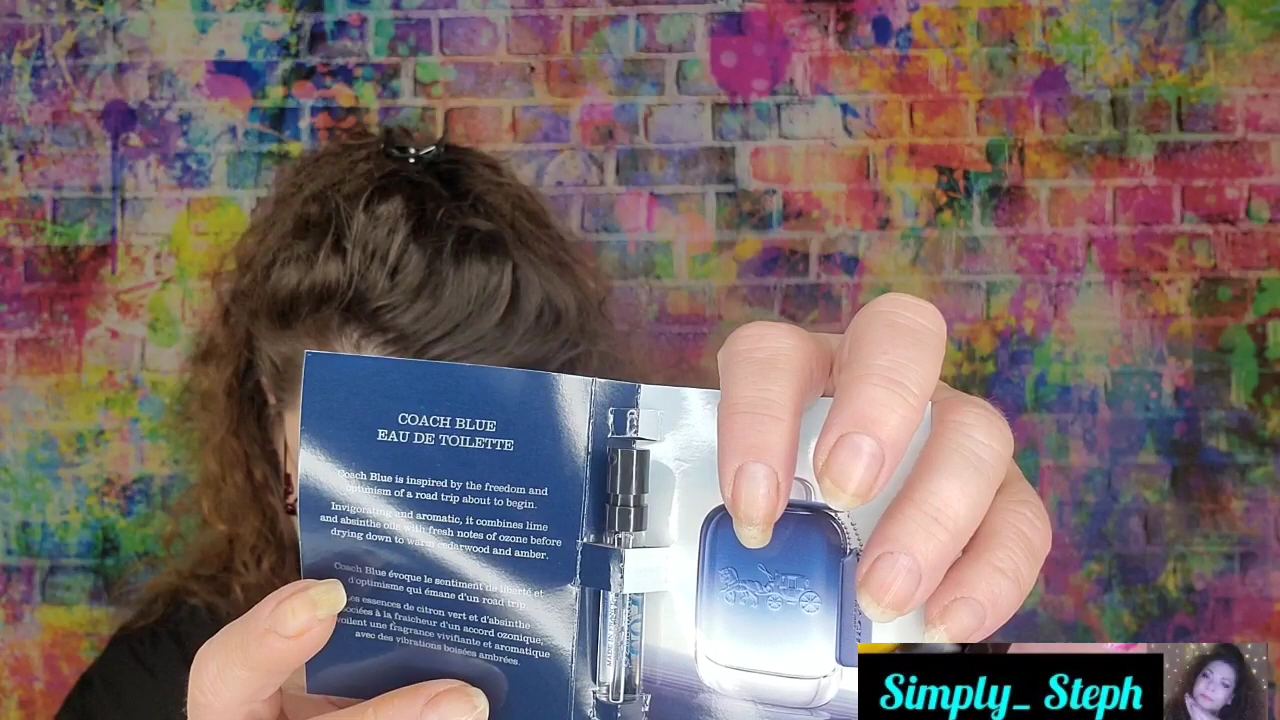 COACH BLUE
EAU DE TOILETTE
Coach Blue is inspired by the freedom and
optimism of a road trip about to begin.
Invigorating and aromatic, it combines lime
and absinthe oils with fresh notes of ozone before
drying down to warm cedarwood and amber.
Coach Blue évoque le sentiment de liberté et
d'optimisme qui émane d'un road trip.
Les essences de citron vert et d'absinthe
à la fraîcheur d'un accord ozonique,
une fragrance vivifiante et aromatique
avec des vibrations boisées ambrées.
Simply_ Steph